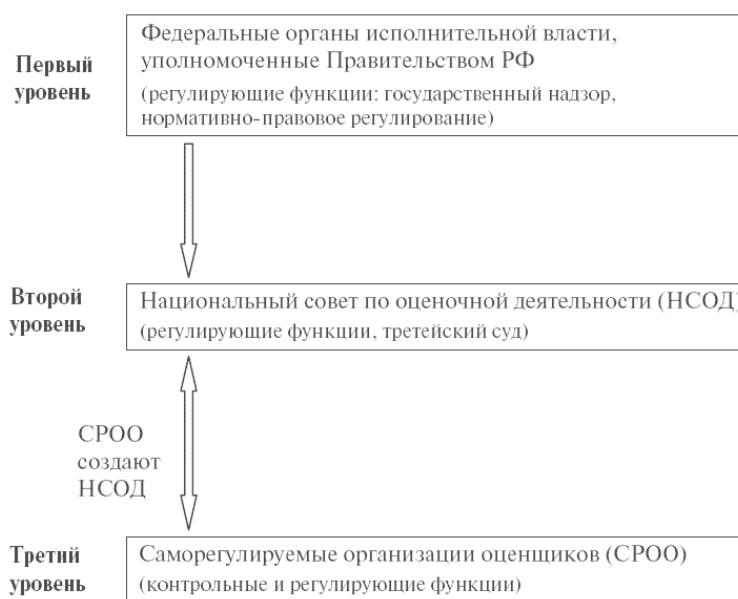 Первый
уровень
Федеральные органы исполнительной власти,
уполномоченные Правительством РФ
(регулирующие функции: государственный надзор,
нормативно-правовое регулирование)
Второй
уровень
Национальный совет по оценочной деятельности (НСОД)
(регулирующие функции, третейский суд)
СРОО
создают
НСОД
Третий
уровень
Саморегулируемые организации оценщиков (СРОО)
(контрольные и регулирующие функции)